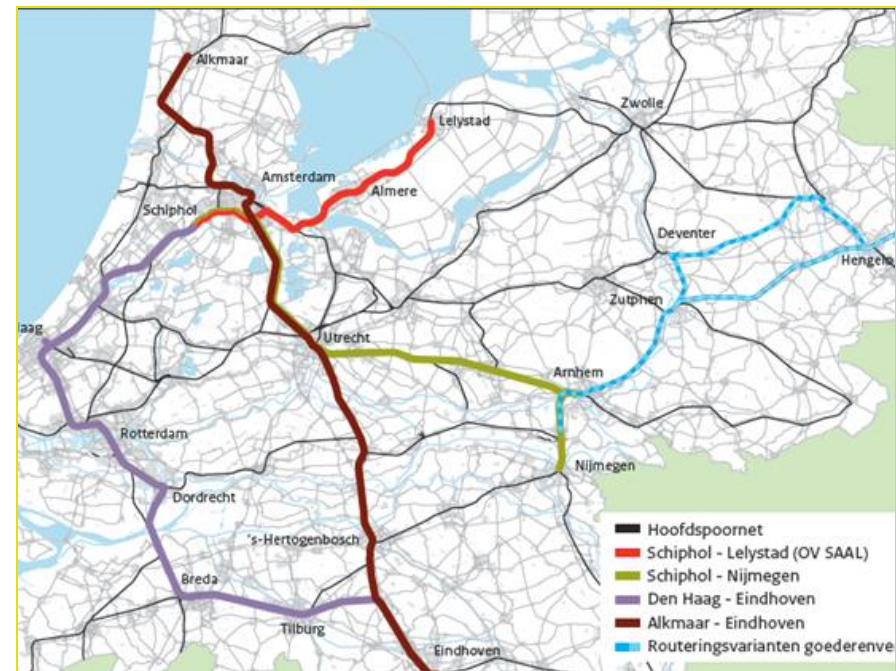 Alkmaar
Zwolle
Lelystad
Amsterdam
Almere
Schiphol
Deventer
Hengelo
Zutphen
Haag
Utrecht
Arnhem
Rotterdam
Nijmegen
Dordrecht
's-Hertogenbosch
Breda
Tilburg
Eindhoven
Hoofdspoornet
Schiphol - Lelystad (OV SAAL)
Schiphol - Nijmegen
Den Haag - Eindhoven
Alkmaar - Eindhoven
Routeringsvarianten goederenva